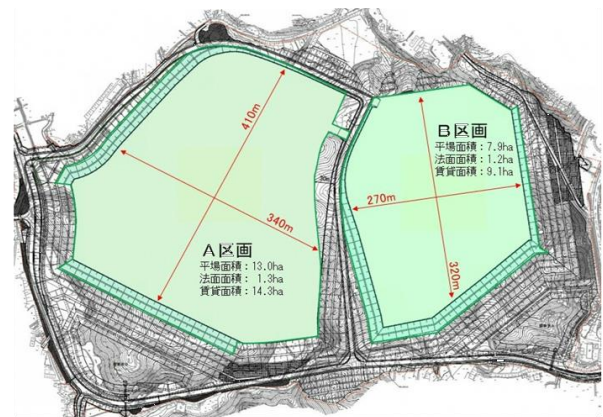 410m
340m
A区画
平場面積:13.0ha
法面面積: 1.3ha
賃貸面積:14.3ha
B区画
平場面積:7.9ha
法面面積:1.2ha
賃貸面積:9.1ha
270m
320m